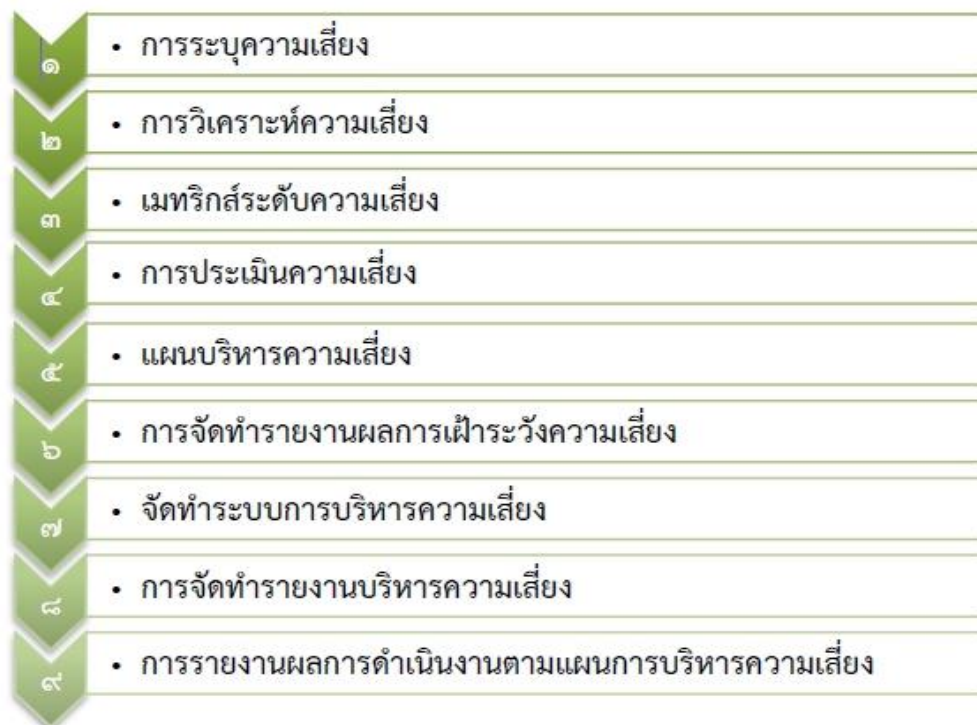 ๑ • การระบุความเสี่ยง
๒ • การวิเคราะห์ความเสี่ยง
๓ • เมทริกส์ระดับความเสี่ยง
๔ • การประเมินความเสี่ยง
๕ • แผนบริหารความเสี่ยง
๖ • การจัดทำรายงานผลการเฝ้าระวังความเสี่ยง
๗ • จัดทำระบบการบริหารความเสี่ยง
๘ • การจัดทำรายงานบริหารความเสี่ยง
๙ • การรายงานผลการดำเนินงานตามแผนการบริหารความเสี่ยง